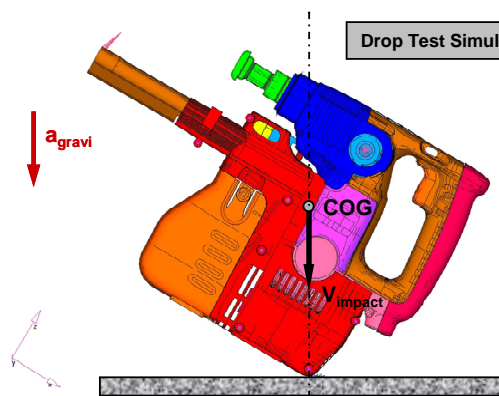 Drop Test Simul
a_gravi
COG
V_impact
z
y
x